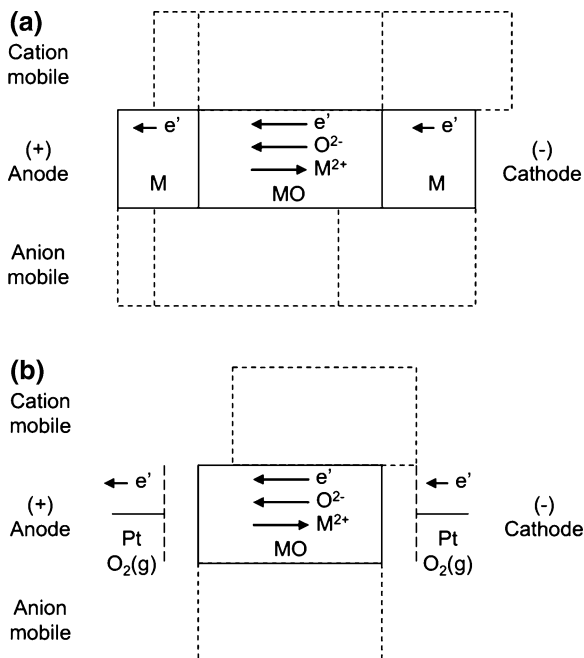 (a)
Cation
mobile
(+)
Anode
e’
M
e’
O²⁻
M²⁺
MO
e’
M
(-)
Cathode
Anion
mobile
(b)
Cation
mobile
(+)
Anode
e’
Pt
O₂(g)
e’
O²⁻
M²⁺
MO
e’
Pt
O₂(g)
(-)
Cathode
Anion
mobile